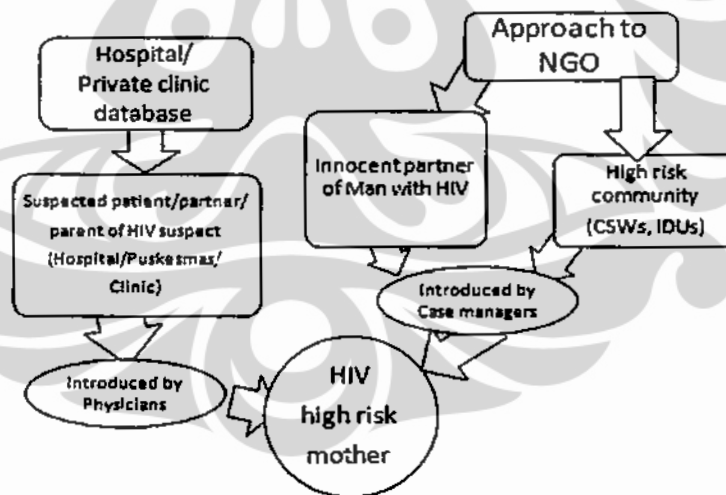 Hospital/
Private clinic
database
Suspected patient/partner/
parent of HIV suspect
(Hospital/Puskesmas/
Clinic)
Introduced by
Physicians
Approach to
NGO
Innocent partner
of Man with HIV
High risk
community
(CSWs, IDUs)
Introduced by
Case managers
HIV
high risk
mother